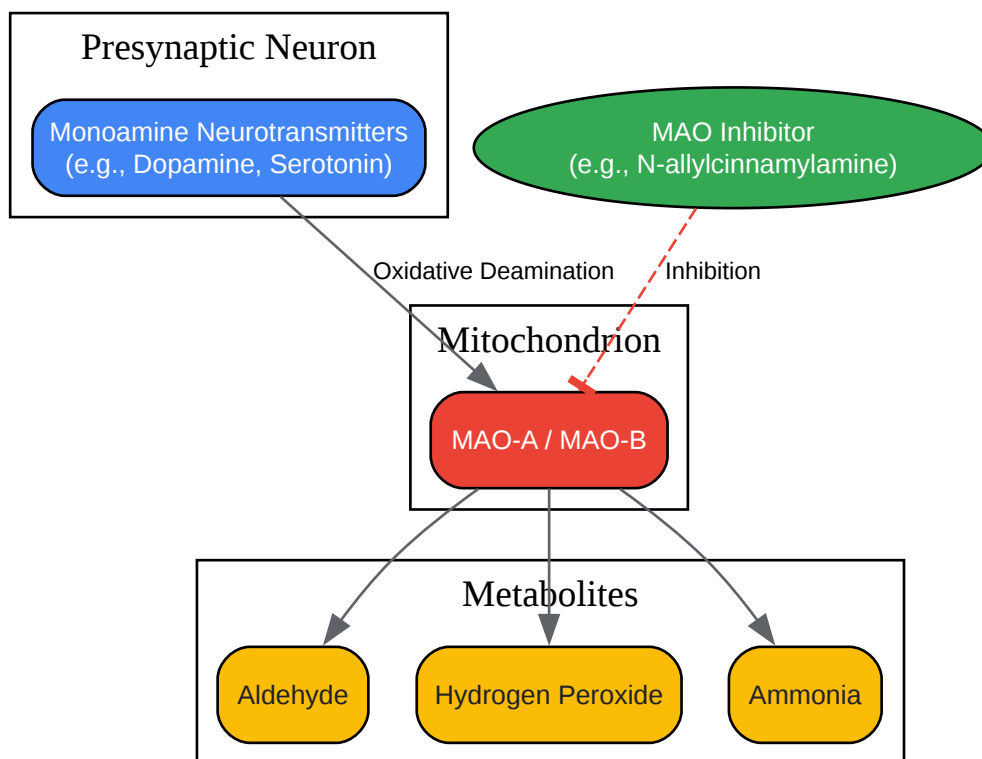 Presynaptic Neuron
Monoamine Neurotransmitters
(e.g., Dopamine, Serotonin)
MAO Inhibitor
(e.g., N-allylcinnamylamine)
Oxidative Deamination
Inhibition
Mitochondrion
MAO-A / MAO-B
Metabolites
Aldehyde
Hydrogen Peroxide
Ammonia